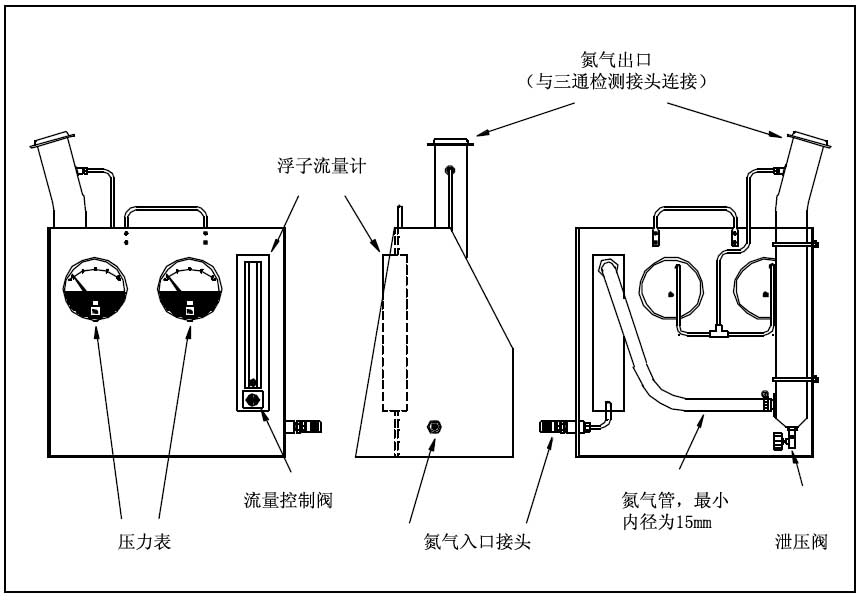 氮气出口
（与三通检测接头连接）
浮子流量计
流量控制阀
氮气管，最小
内径为15mm
压力表
氮气入口接头
泄压阀